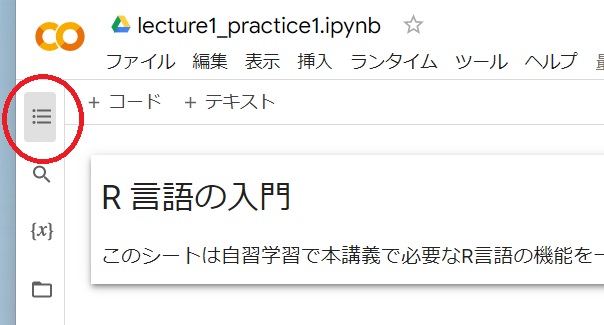 lecture1_practice1.ipynb
ファイル 編集 表示 挿入 ランタイム ツール ヘルプ
+ コード + テキスト
R 言語の入門
{x}
このシートは自習学習で本講義で必要なR言語の機能を一